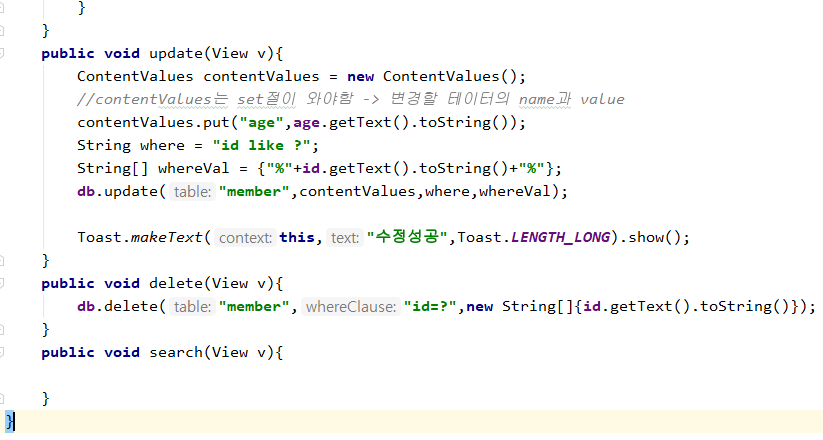 }
}
public void update(View v){
ContentValues contentValues = new ContentValues();
//contentValues는 set절이 와야함 -> 변경할 테이터의 name과 value
contentValues.put("age",age.getText().toString());
String where = "id like ?";
String[] whereVal = {"%"+id.getText().toString()+"%"};
db.update( table: "member",contentValues,where,whereVal);
Toast.makeText( context: this, text: "수정성공",Toast.LENGTH_LONG).show();
}
public void delete(View v){
db.delete( table: "member", whereClause: "id=?",new String[]{id.getText().toString()});
}
public void search(View v){
}
}